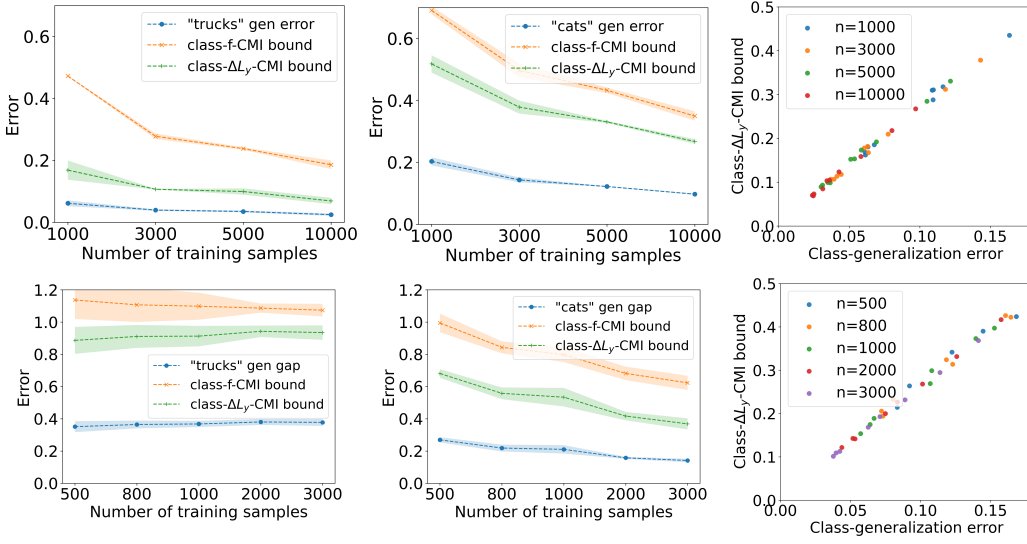 "trucks" gen error
class-f-CMI bound
class-ΔLy-CMI bound
Error
0.6
0.4
0.2
0.0
1000
3000
5000
10000
Number of training samples
"cats" gen error
class-f-CMI bound
class-ΔLy-CMI bound
Error
0.6
0.4
0.2
0.0
1000
3000
5000
10000
Number of training samples
n=1000
n=3000
n=5000
n=10000
Class-ΔLy-CMI bound
0.5
0.4
0.3
0.2
0.1
0.0
0.00
0.05
0.10
0.15
Class-generalization error
"trucks" gen gap
class-f-CMI bound
class-ΔLy-CMI bound
Error
1.2
1.0
0.8
0.6
0.4
0.2
0.0
500
800
1000
2000
3000
Number of training samples
"cats" gen gap
class-f-CMI bound
class-ΔLy-CMI bound
Error
1.2
1.0
0.8
0.6
0.4
0.2
0.0
500
800
1000
2000
3000
Number of training samples
n=500
n=800
n=1000
n=2000
n=3000
Class-ΔLy-CMI bound
0.5
0.4
0.3
0.2
0.1
0.0
0.00
0.05
0.10
0.15
Class-generalization error